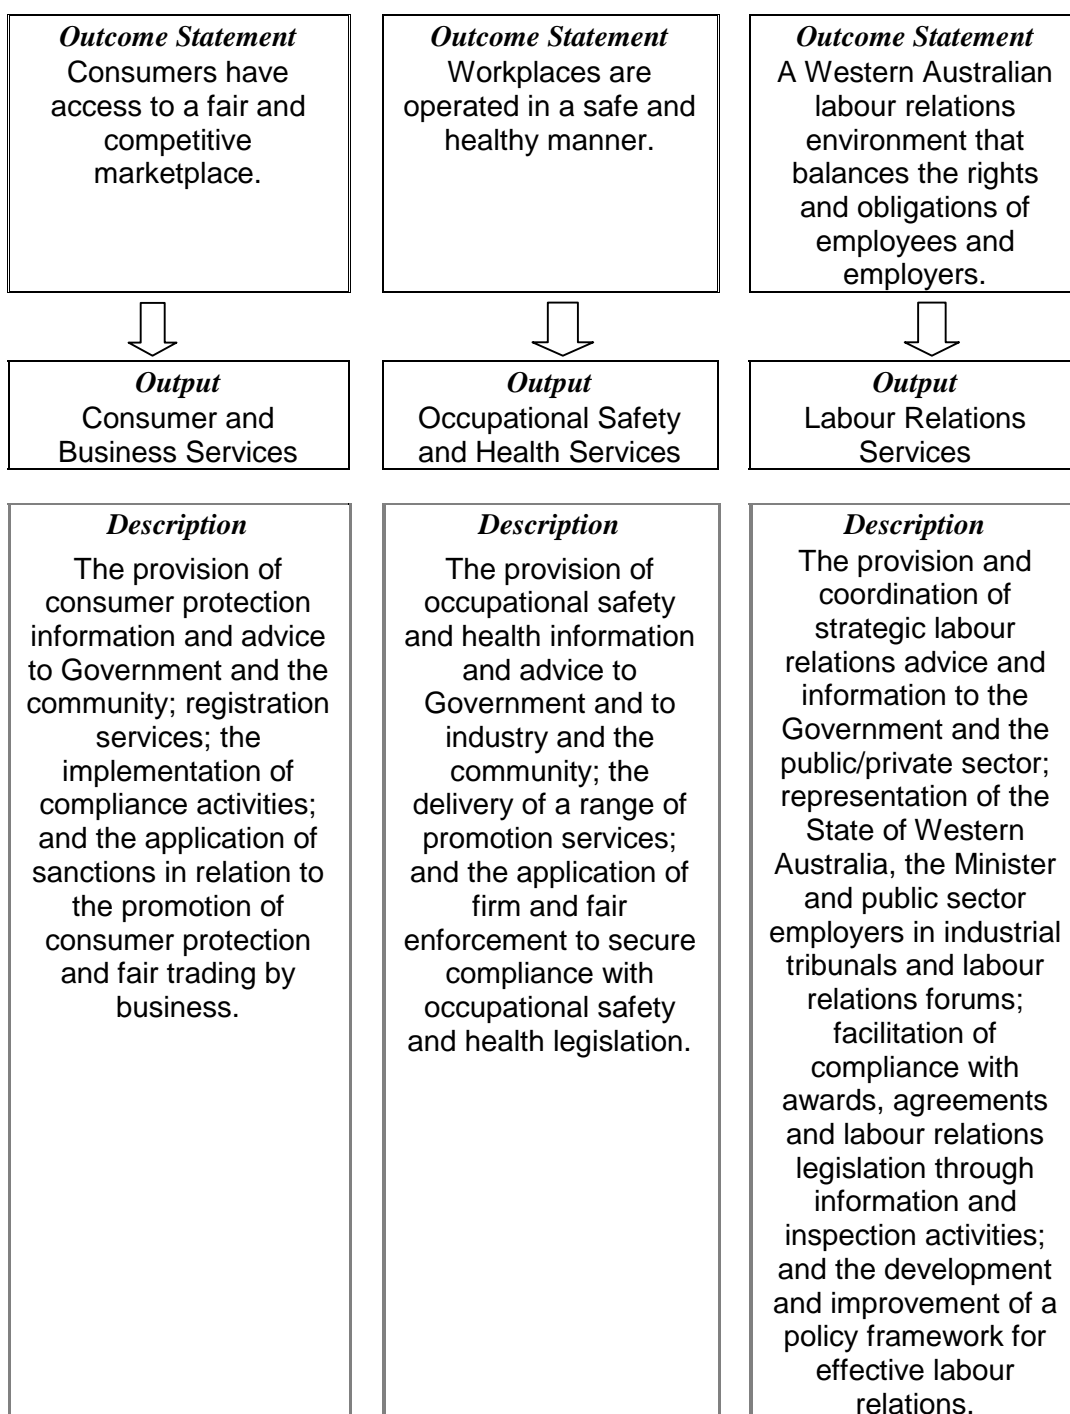 Outcome Statement
Consumers have
access to a fair and
competitive
marketplace.
Outcome Statement
Workplaces are
operated in a safe and
healthy manner.
Outcome Statement
A Western Australian
labour relations
environment that
balances the rights
and obligations of
employees and
employers.
Output
Consumer and
Business Services
Output
Occupational Safety
and Health Services
Output
Labour Relations
Services
Description
The provision of
consumer protection
information and advice
to Government and the
community; registration
services; the
implementation of
compliance activities;
and the application of
sanctions in relation to
the promotion of
consumer protection
and fair trading by
business.
Description
The provision of
occupational safety
and health information
and advice to
Government and to
industry and the
community; the
delivery of a range of
promotion services;
and the application of
firm and fair
enforcement to secure
compliance with
occupational safety
and health legislation.
Description
The provision and
coordination of
strategic labour
relations advice and
information to the
Government and the
public/private sector;
representation of the
State of Western
Australia, the Minister
and public sector
employers in industrial
tribunals and labour
relations forums;
facilitation of
compliance with
awards, agreements
and labour relations
legislation through
information and
inspection activities;
and the development
and improvement of a
policy framework for
effective labour
relations.